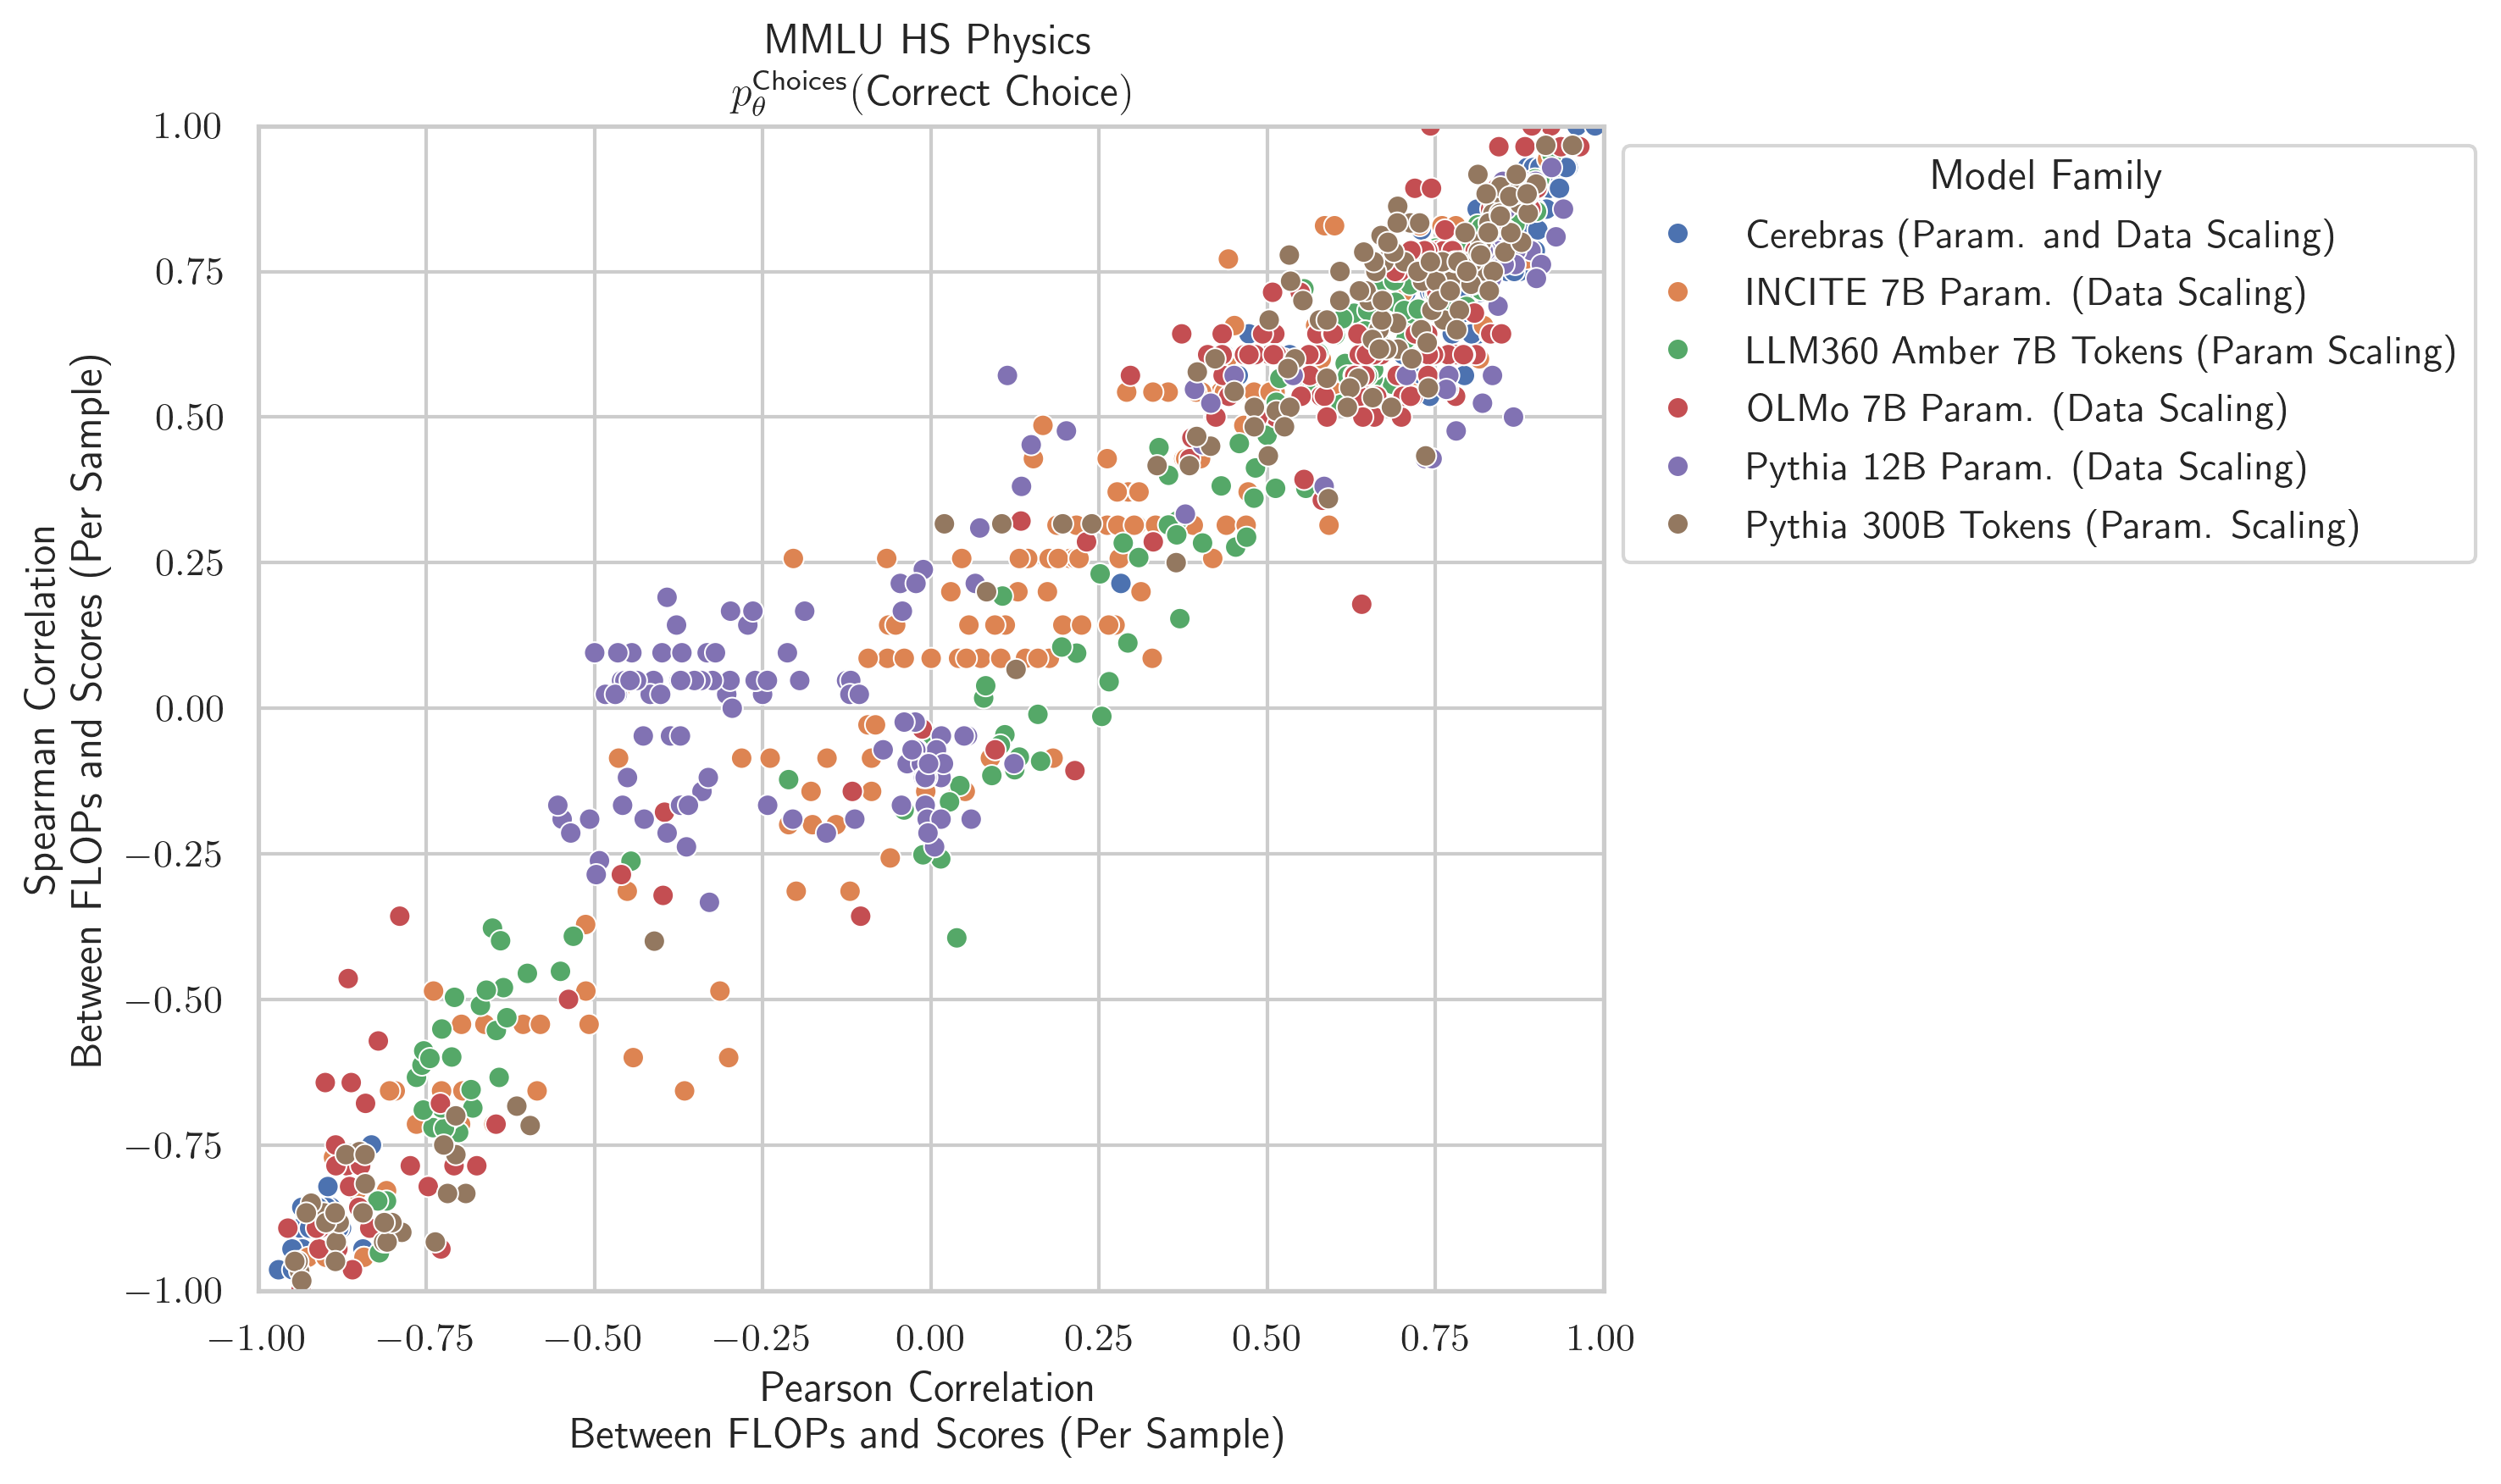 MMLU HS Physics
p_θ^Choices(Correct Choice)
1.00
0.75
0.50
0.25
0.00
−0.25
−0.50
−0.75
−1.00
Spearman Correlation
Between FLOPs and Scores (Per Sample)
−1.00 −0.75 −0.50 −0.25 0.00 0.25 0.50 0.75 1.00
Pearson Correlation
Between FLOPs and Scores (Per Sample)
Model Family
Cerebras (Param. and Data Scaling)
INCITE 7B Param. (Data Scaling)
LLM360 Amber 7B Tokens (Param Scaling)
OLMo 7B Param. (Data Scaling)
Pythia 12B Param. (Data Scaling)
Pythia 300B Tokens (Param. Scaling)